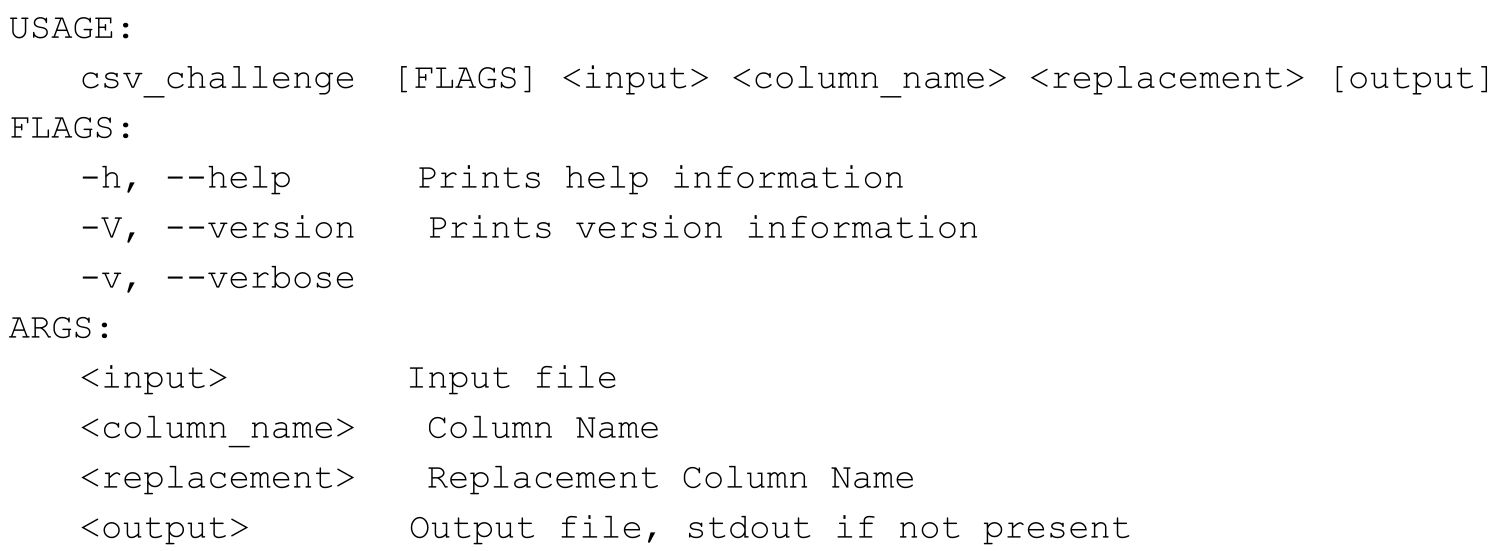 USAGE:
csv_challenge [FLAGS] <input> <column_name> <replacement> [output]
FLAGS:
-h, --help Prints help information
-V, --version Prints version information
-v, --verbose
ARGS:
<input> Input file
<column_name> Column Name
<replacement> Replacement Column Name
<output> Output file, stdout if not present